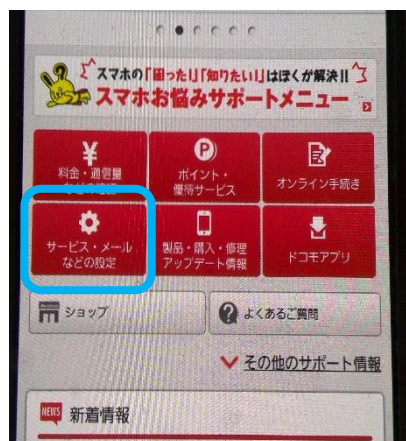 スマホの「困った!」「知りたい!」はぼくが解決!!
スマホお悩みサポートメニュー
¥
料金・通信量
P
ポイント・
優待サービス
オンライン手続き
サービス・メール
などの設定
製品・購入・修理
アップデート情報
ドコモアプリ
ショップ
? よくあるご質問
その他のサポート情報
NEWS 新着情報